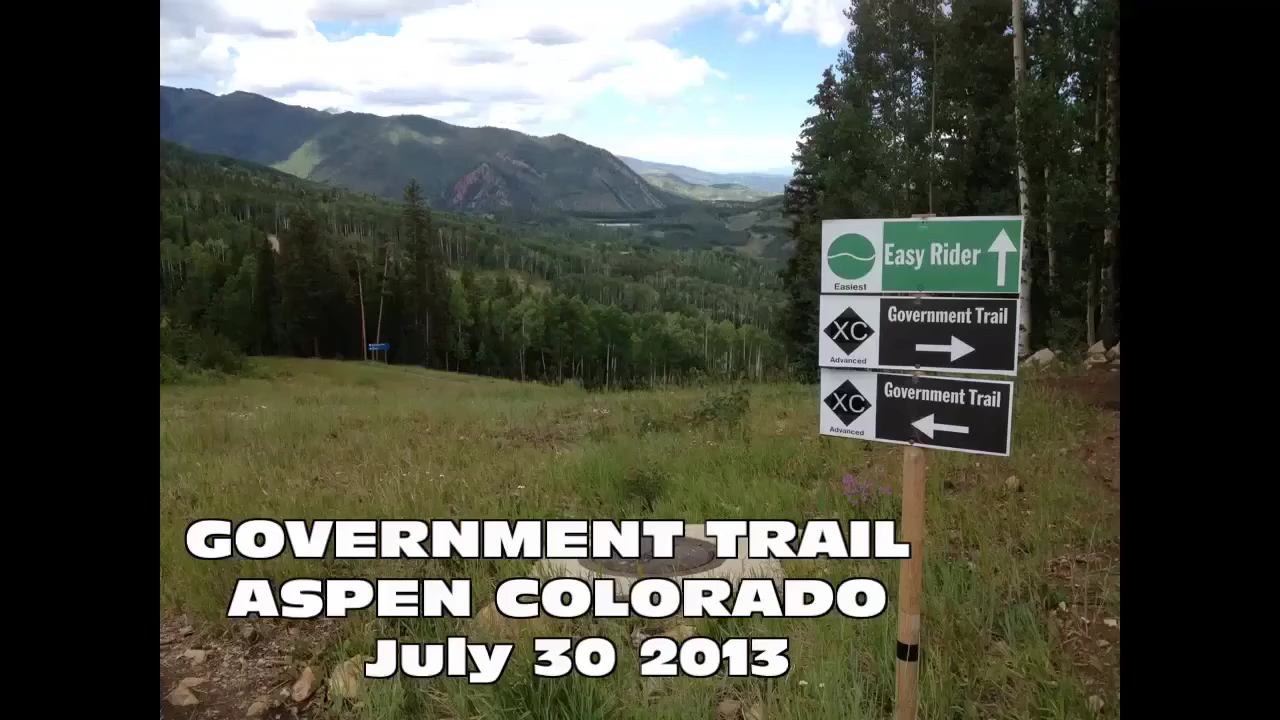 Easy Rider
Easiest
Government Trail
XC
Advanced
Government Trail
XC
Advanced
GOVERNMENT TRAIL
ASPEN COLORADO
July 30 2013